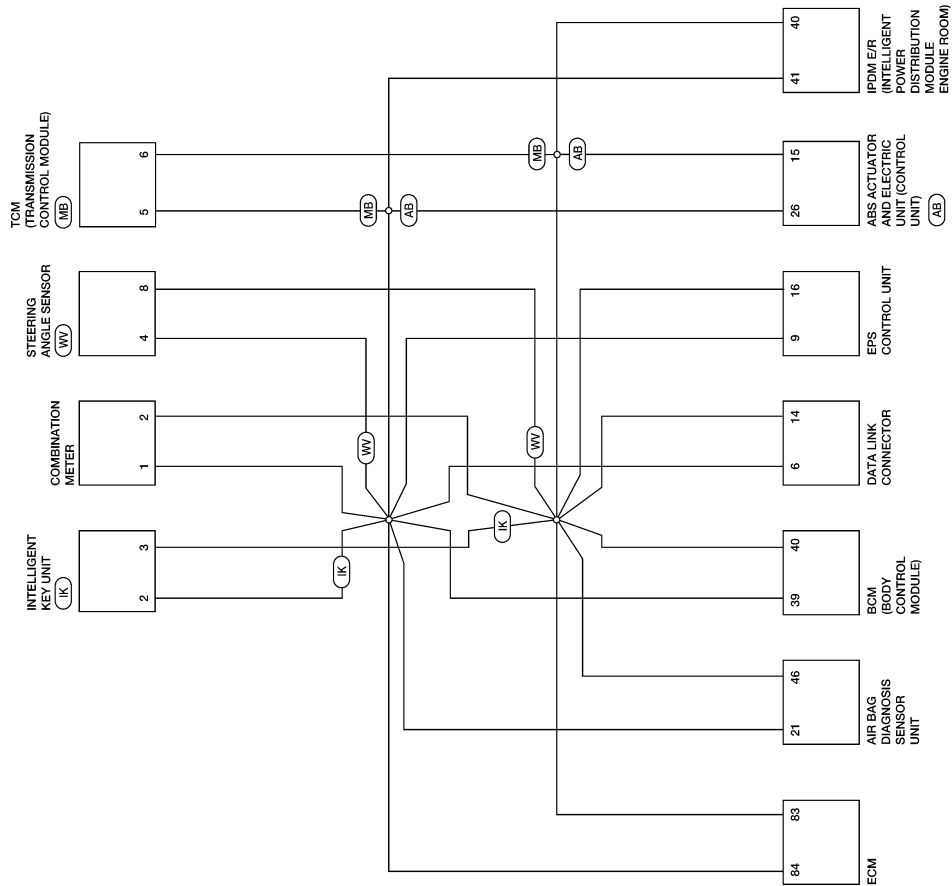 INTELLIGENT
KEY UNIT
IK
2
3
COMBINATION
METER
1
2
STEERING
ANGLE SENSOR
WV
4
8
TCM
(TRANSMISSION
CONTROL MODULE)
MB
5
6
IK
IK
WV
WV
MB
AB
MB
AB
84
83
ECM
21
46
AIR BAG
DIAGNOSIS
SENSOR
UNIT
39
40
BCM
(BODY
CONTROL
MODULE)
6
14
DATA LINK
CONNECTOR
9
16
EPS
CONTROL UNIT
26
15
ABS ACTUATOR
AND ELECTRIC
UNIT (CONTROL
UNIT)
AB
41
40
IPDM E/R
(INTELLIGENT
POWER
DISTRIBUTION
MODULE
ENGINE ROOM)